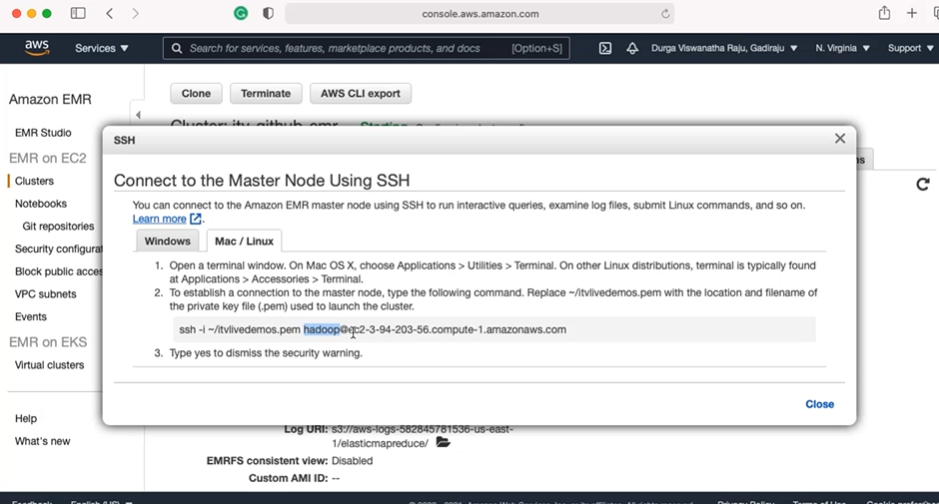 console.aws.amazon.com
aws Services ▼ Search for services, features, marketplace products, and docs [Option+S] Durga Viswanatha Raju, Gadiraju ▼ N. Virginia ▼ Support ▼
Clone Terminate AWS CLI export
Amazon EMR
Cluster: itv-github-emr Starting
EMR Studio
EMR on EC2
Clusters
Notebooks
Git repositories
Security configurat
Block public acces
VPC subnets
Events
EMR on EKS
Virtual clusters
Help
What's new
SSH
Connect to the Master Node Using SSH
You can connect to the Amazon EMR master node using SSH to run interactive queries, examine log files, submit Linux commands, and so on.
Learn more
Windows Mac / Linux
1. Open a terminal window. On Mac OS X, choose Applications > Utilities > Terminal. On other Linux distributions, terminal is typically found
at Applications > Accessories > Terminal.
2. To establish a connection to the master node, type the following command. Replace ~/itvlivedemos.pem with the location and filename of
the private key file (.pem) used to launch the cluster.
ssh -i ~/itvlivedemos.pem hadoop@ec2-3-94-203-56.compute-1.amazonaws.com
3. Type yes to dismiss the security warning.
Close
ns
Log URI: s3://aws-logs-582845781536-us-east-
1/elasticmapreduce/
EMRFS consistent view: Disabled
Custom AMI ID: --